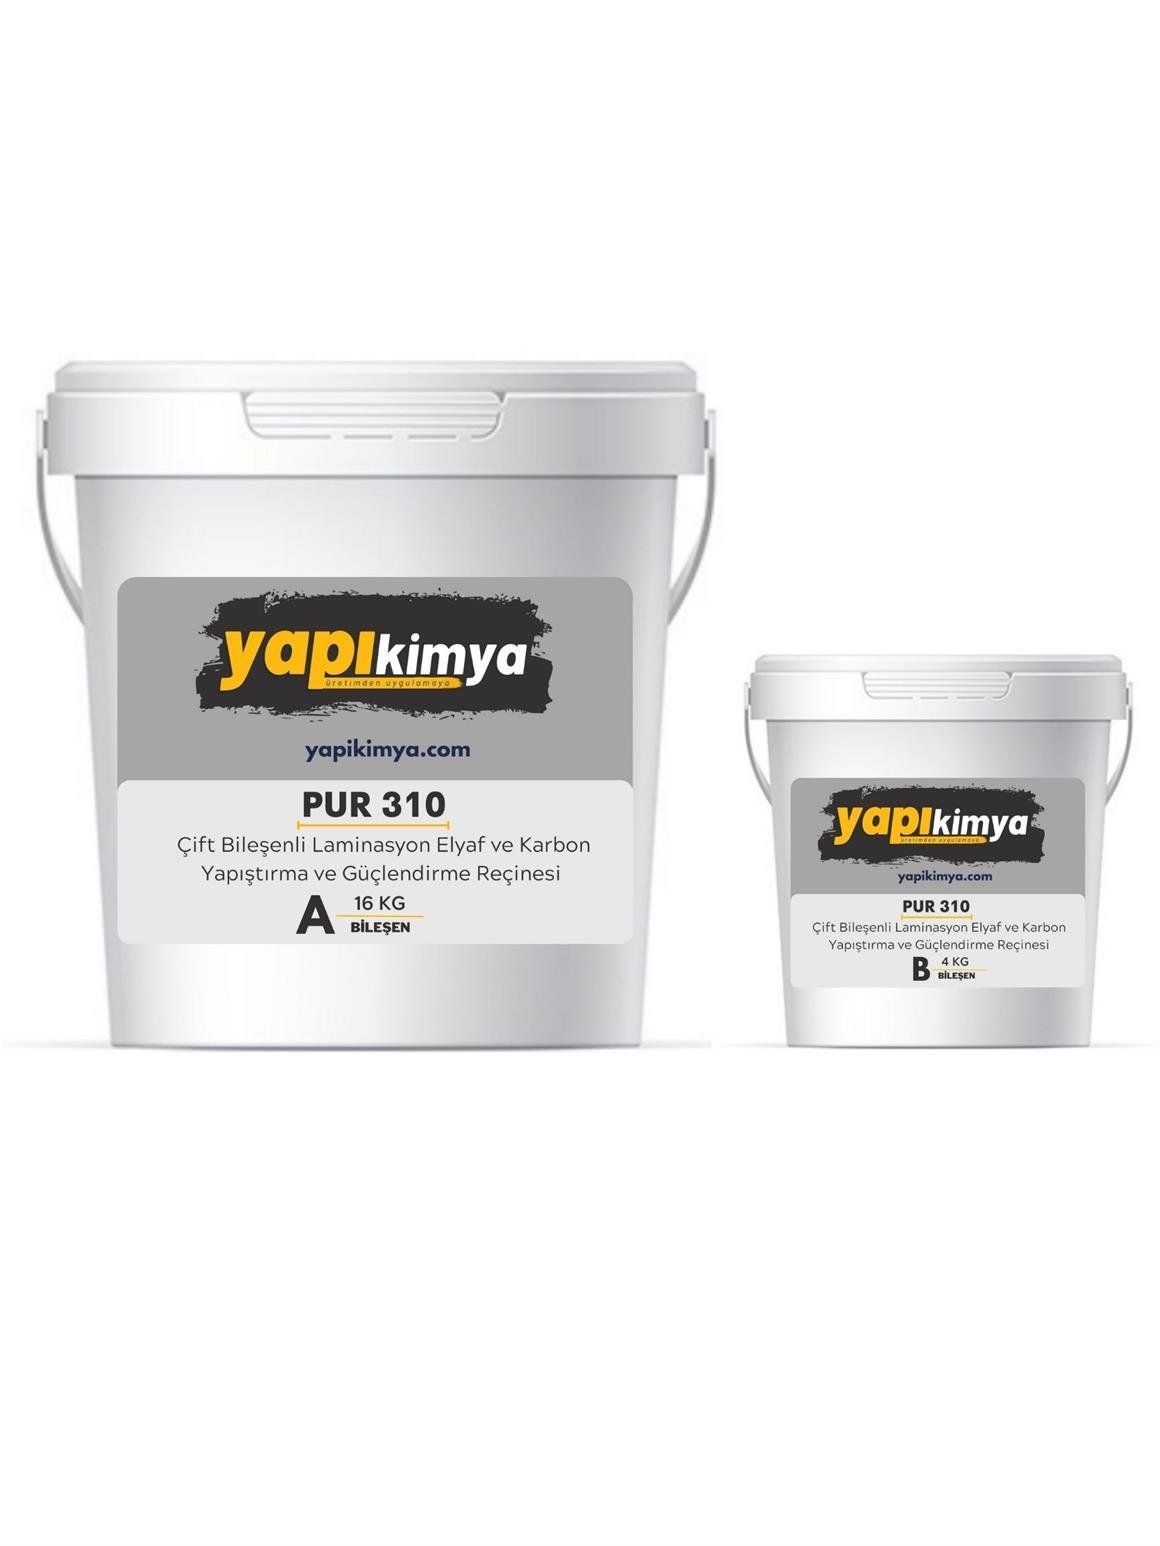 yapıkimya
üretimden uygulamaya
yapikimya.com
PUR 310
Çift Bileşenli Laminasyon Elyaf ve Karbon
Yapıştırma ve Güçlendirme Reçinesi
A 16 KG
BİLEŞEN
yapıkimya
üretimden uygulamaya
yapikimya.com
PUR 310
Çift Bileşenli Laminasyon Elyaf ve Karbon
Yapıştırma ve Güçlendirme Reçinesi
B 4 KG
BİLEŞEN